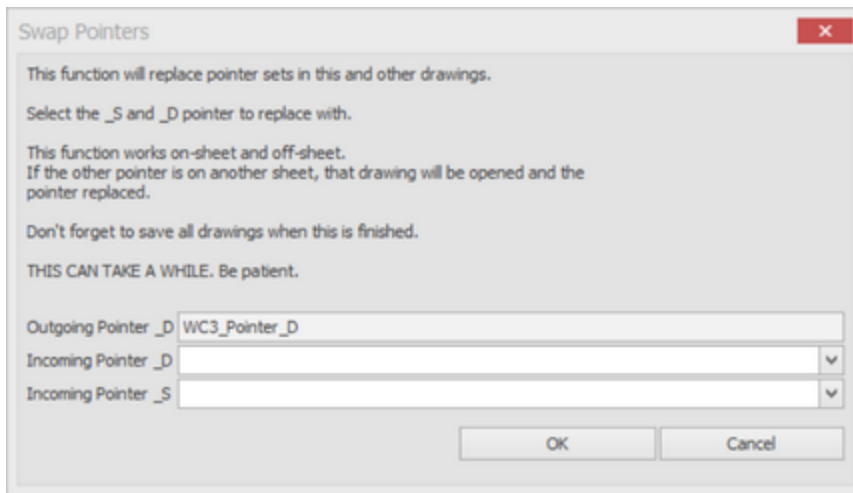 Swap Pointers
This function will replace pointer sets in this and other drawings.
Select the _S and _D pointer to replace with.
This function works on-sheet and off-sheet.
If the other pointer is on another sheet, that drawing will be opened and the
pointer replaced.
Don't forget to save all drawings when this is finished.
THIS CAN TAKE A WHILE. Be patient.
Outgoing Pointer _D WC3_Pointer_D
Incoming Pointer _D
Incoming Pointer _S
OK Cancel